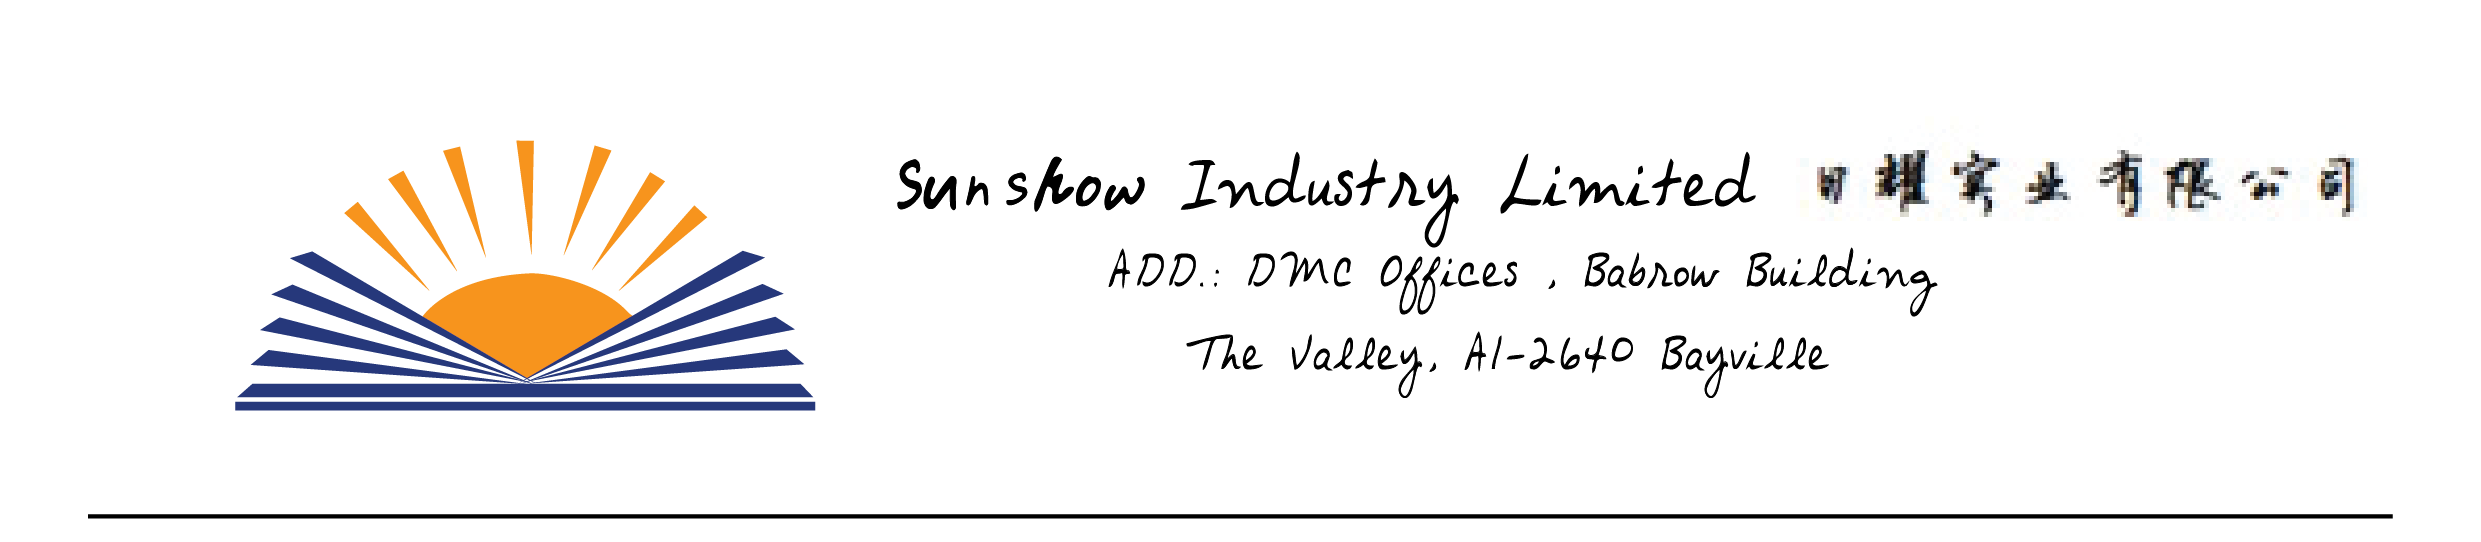 Sunshow Industry Limited 日耀实业有限公司
ADD.: DMC Offices , Babrow Building
The Valley, A1-2640 Bayville